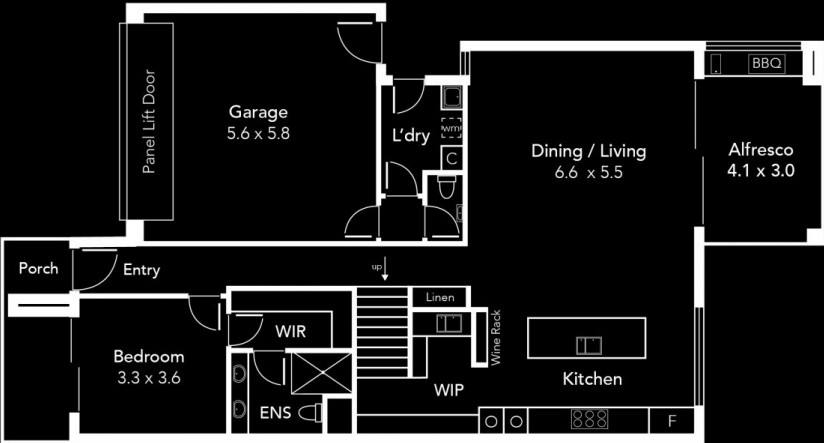 BBQ
Panel Lift Door
Garage
5.6 x 5.8
wm
L'dry
C
Dining / Living
6.6 x 5.5
Alfresco
4.1 x 3.0
Porch
Entry
up
Linen
Wine Rack
WIR
Bedroom
3.3 x 3.6
Kitchen
WIP
ENS
F